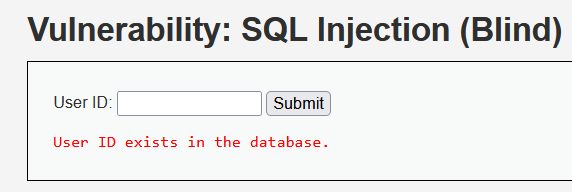 Vulnerability: SQL Injection (Blind)
User ID: Submit
User ID exists in the database.